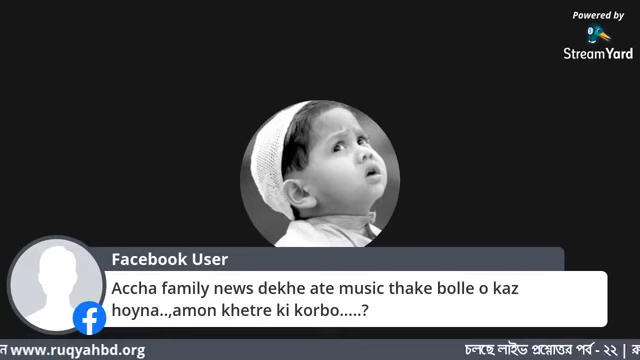 Powered by
StreamYard
Facebook User
Accha family news dekhe ate music thake bolle o kaz
hoyna..,amon khetre ki korbo.....?
ন www.ruqyahbd.org
চলছে লাইভ প্রশ্নোত্তর পর্ব - ২২ |